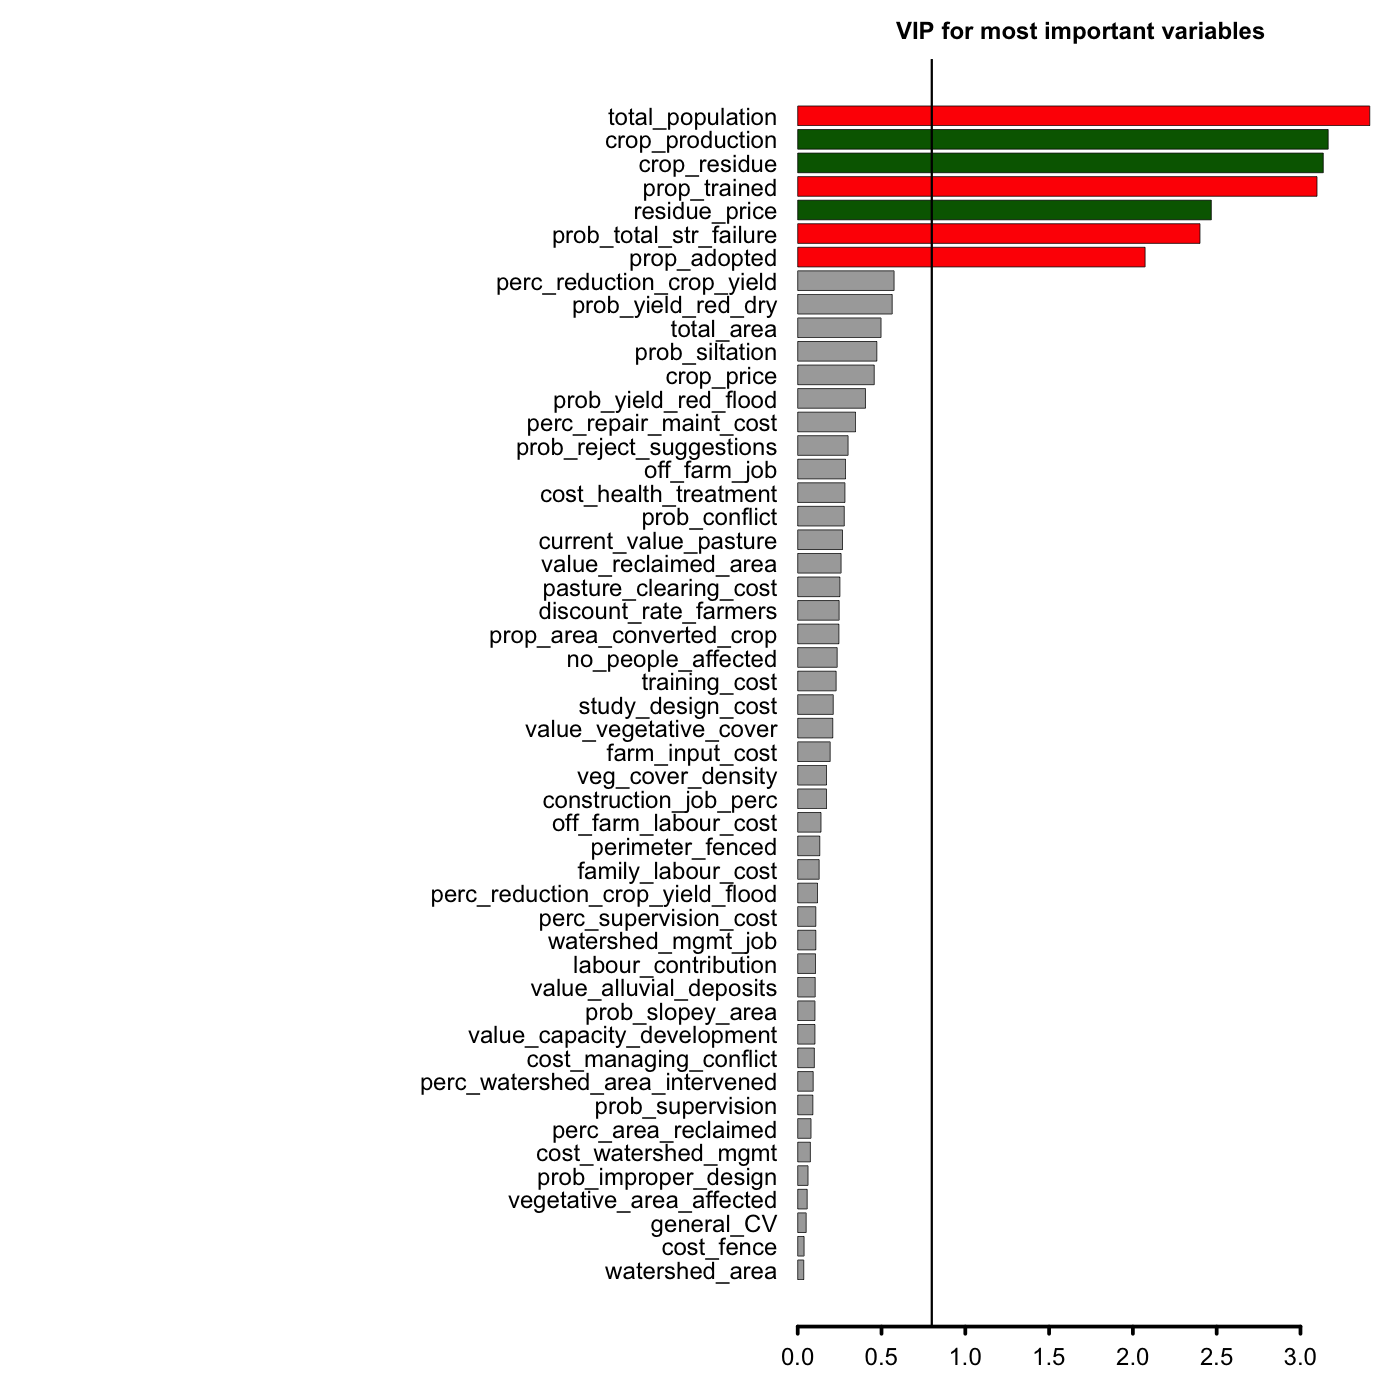 VIP for most important variables
total_population
crop_production
crop_residue
prop_trained
residue_price
prob_total_str_failure
prop_adopted
perc_reduction_crop_yield
prob_yield_red_dry
total_area
prob_siltation
crop_price
prob_yield_red_flood
perc_repair_maint_cost
prob_reject_suggestions
off_farm_job
cost_health_treatment
prob_conflict
current_value_pasture
value_reclaimed_area
pasture_clearing_cost
discount_rate_farmers
prop_area_converted_crop
no_people_affected
training_cost
study_design_cost
value_vegetative_cover
farm_input_cost
veg_cover_density
construction_job_perc
off_farm_labour_cost
perimeter_fenced
family_labour_cost
perc_reduction_crop_yield_flood
perc_supervision_cost
watershed_mgmt_job
labour_contribution
value_alluvial_deposits
prob_slopey_area
value_capacity_development
cost_managing_conflict
perc_watershed_area_intervened
prob_supervision
perc_area_reclaimed
cost_watershed_mgmt
prob_improper_design
vegetative_area_affected
general_CV
cost_fence
watershed_area
0.0 0.5 1.0 1.5 2.0 2.5 3.0